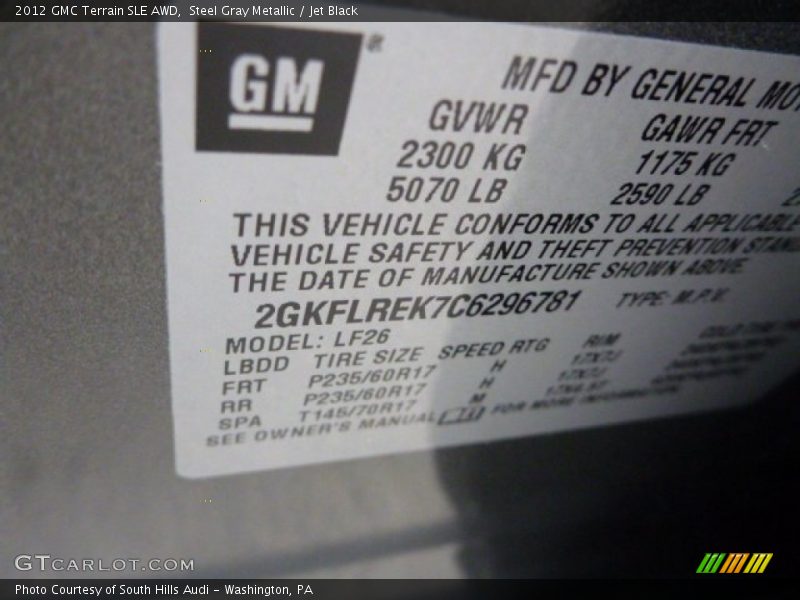 2012 GMC Terrain SLE AWD, Steel Gray Metallic / Jet Black
GM ®
MFD BY GENERAL
GVWR GAWR FRT
2300 KG 1175 KG
5070 LB 2590 LB
THIS VEHICLE CONFORMS TO ALL APPLICABLE
VEHICLE SAFETY AND THEFT PREVENTION
THE DATE OF MANUFACTURE SHOWN ABOVE
2GKFLREK7C6296781 TYPE: M.P.V.
MODEL: LF26
LBDD TIRE SIZE SPEED RTG RIM
FRT P235/60R17 H 17X7J
RR P235/60R17 H 17X7J
SPA T145/70R17 M
SEE OWNER'S MANUAL FOR MORE INFORMATION
GTCARLOT.COM
Photo Courtesy of South Hills Audi - Washington, PA